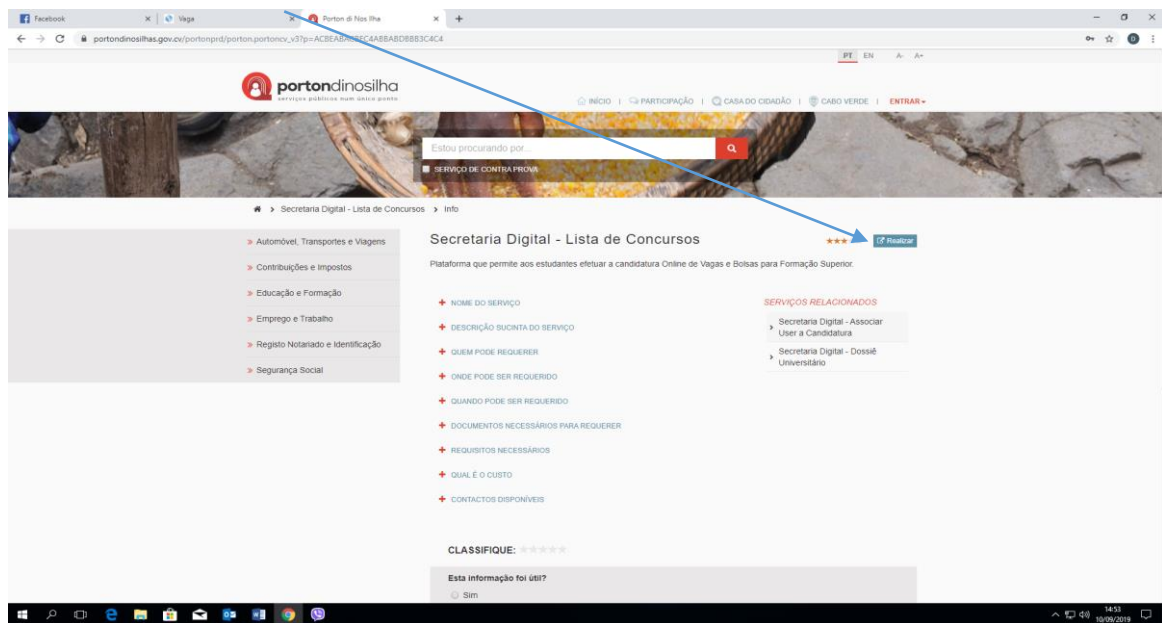 Facebook
Vaga
Porton di Nos Ilha
portondinosilhas.gov.cv/portonprd/porton.portoncv_v3?p=
PT EN A- A+
portondinosilha
serviços públicos num único ponto
INÍCIO | PARTICIPAÇÃO | CASA DO CIDADÃO | CABO VERDE | ENTRAR
Estou procurando por...
SERVIÇO DE CONTRA PROVA
> Secretaria Digital - Lista de Concursos > Info
Automóvel, Transportes e Viagens
Contribuições e Impostos
Educação e Formação
Emprego e Trabalho
Registo Notariado e Identificação
Segurança Social
Secretaria Digital - Lista de Concursos
Realizar
Plataforma que permite aos estudantes efetuar a candidatura Online de Vagas e Bolsas para Formação Superior.
NOME DO SERVIÇO
DESCRIÇÃO SUCINTA DO SERVIÇO
QUEM PODE REQUERER
ONDE PODE SER REQUERIDO
QUANDO PODE SER REQUERIDO
DOCUMENTOS NECESSÁRIOS PARA REQUERER
REQUISITOS NECESSÁRIOS
QUAL É O CUSTO
CONTACTOS DISPONÍVEIS
SERVIÇOS RELACIONADOS
Secretaria Digital - Associar
User a Candidatura
Secretaria Digital - Dossiê
Universitário
CLASSIFIQUE:
Esta informação foi útil?
Sim
14:53
10/09/2019